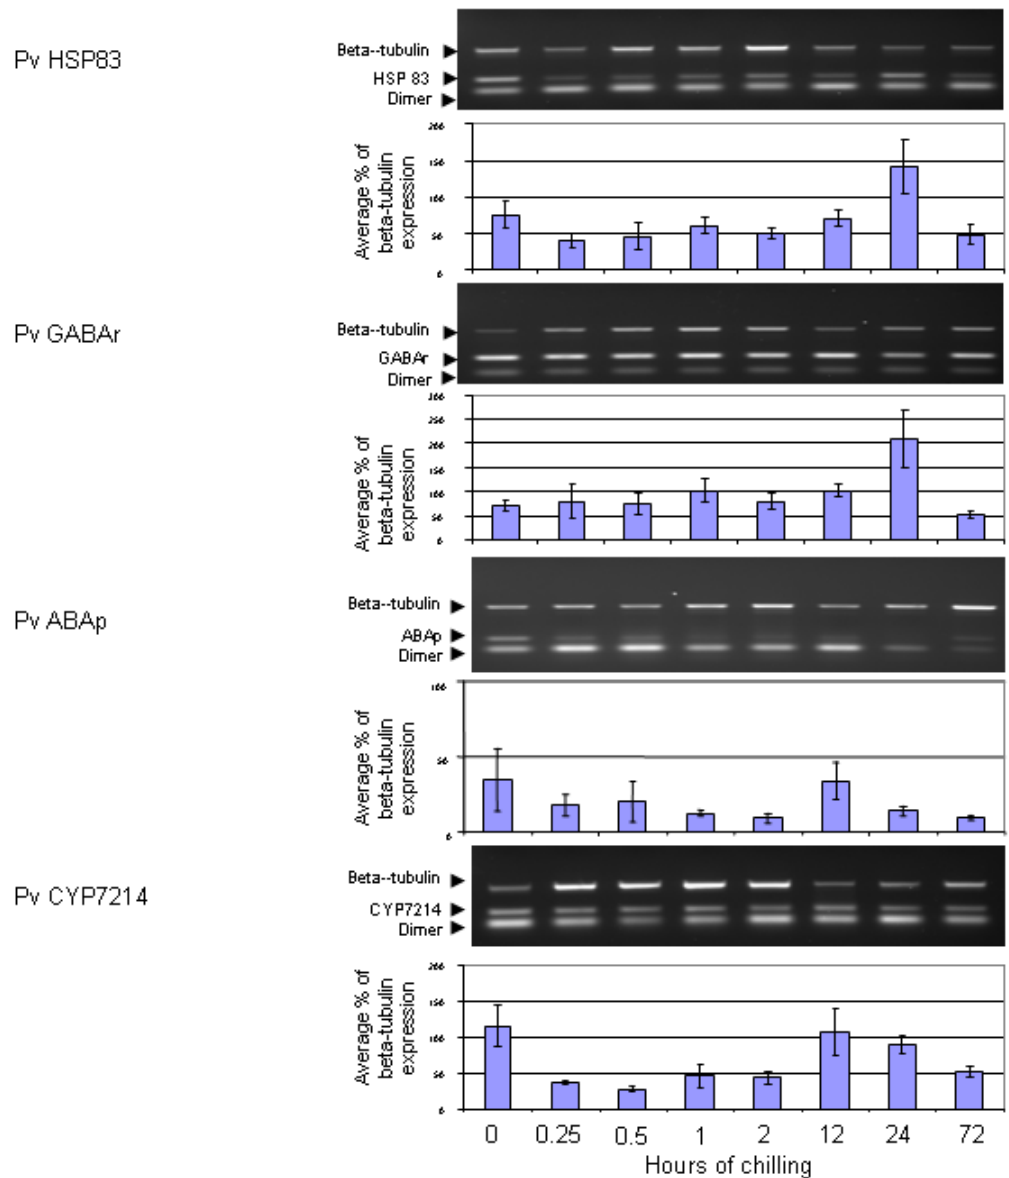 Pv HSP83
Beta--tubulin
HSP 83
Dimer
Average % of
beta-tubulin
expression
Pv GABAr
Beta--tubulin
GABAr
Dimer
Average % of
beta-tubulin
expression
Pv ABAp
Beta--tubulin
ABAp
Dimer
Average % of
beta-tubulin
expression
Pv CYP7214
Beta--tubulin
CYP7214
Dimer
Average % of
beta-tubulin
expression
0 0.25 0.5 1 2 12 24 72
Hours of chilling